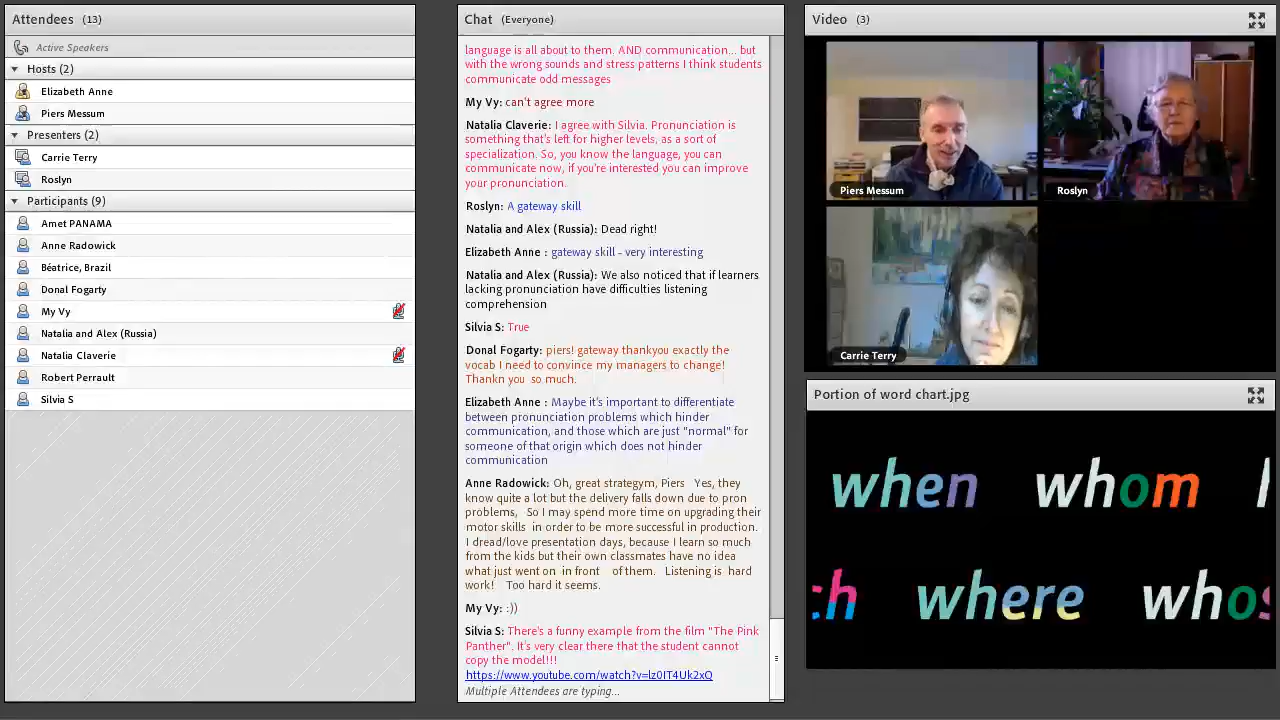 Attendees (13)
Active Speakers
Hosts (2)
Elizabeth Anne
Piers Messum
Presenters (2)
Carrie Terry
Roslyn
Participants (9)
Amet PANAMA
Anne Radowick
Béatrice, Brazil
Donal Fogarty
My Vy
Natalia and Alex (Russia)
Natalia Claverie
Robert Perrault
Silvia S
Chat (Everyone)
language is all about to them. AND communication... but
with the wrong sounds and stress patterns I think students
communicate odd messages
My Vy: can't agree more
Natalia Claverie: I agree with Silvia. Pronunciation is
something that's left for higher levels, as a sort of
specialization. So, you know the language, you can
communicate now, if you're interested you can improve
your pronunciation.
Roslyn: A gateway skill
Natalia and Alex (Russia): Dead right!
Elizabeth Anne : gateway skill - very interesting
Natalia and Alex (Russia): We also noticed that if learners
lacking pronunciation have difficulties listening
comprehension
Silvia S: True
Donal Fogarty: piers! gateway thankyou exactly the
vocab I need to convince my managers to change!
Thankn you so much.
Elizabeth Anne : Maybe it's important to differentiate
between pronunciation problems which hinder
communication, and those which are just "normal" for
someone of that origin which does not hinder
communication
Anne Radowick: Oh, great strategym, Piers Yes, they
know quite a lot but the delivery falls down due to pron
problems, So I may spend more time on upgrading their
motor skills in order to be more successful in production.
I dread/love presentation days, because I learn so much
from the kids but their own classmates have no idea
what just went on in front of them. Listening is hard
work! Too hard it seems.
My Vy: :))
Silvia S: There's a funny example from the film "The Pink
Panther". It's very clear there that the student cannot
copy the model!!!
https://www.youtube.com/watch?v=lz0IT4Uk2xQ
Multiple Attendees are typing...
Video (3)
Piers Messum
Roslyn
Carrie Terry
Portion of word chart.jpg
when whom
ch where whos